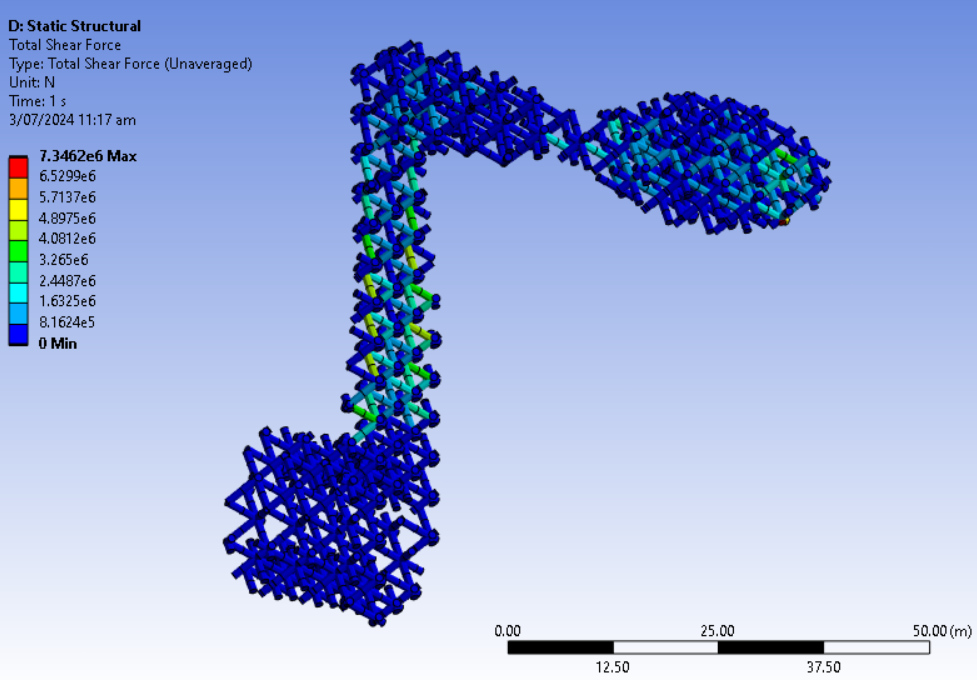 D: Static Structural
Total Shear Force
Type: Total Shear Force (Unaveraged)
Unit: N
Time: 1 s
3/07/2024 11:17 am
7.3462e6 Max
6.5299e6
5.7137e6
4.8975e6
4.0812e6
3.265e6
2.4487e6
1.6325e6
8.1624e5
0 Min
0.00 25.00 50.00 (m)
12.50 37.50